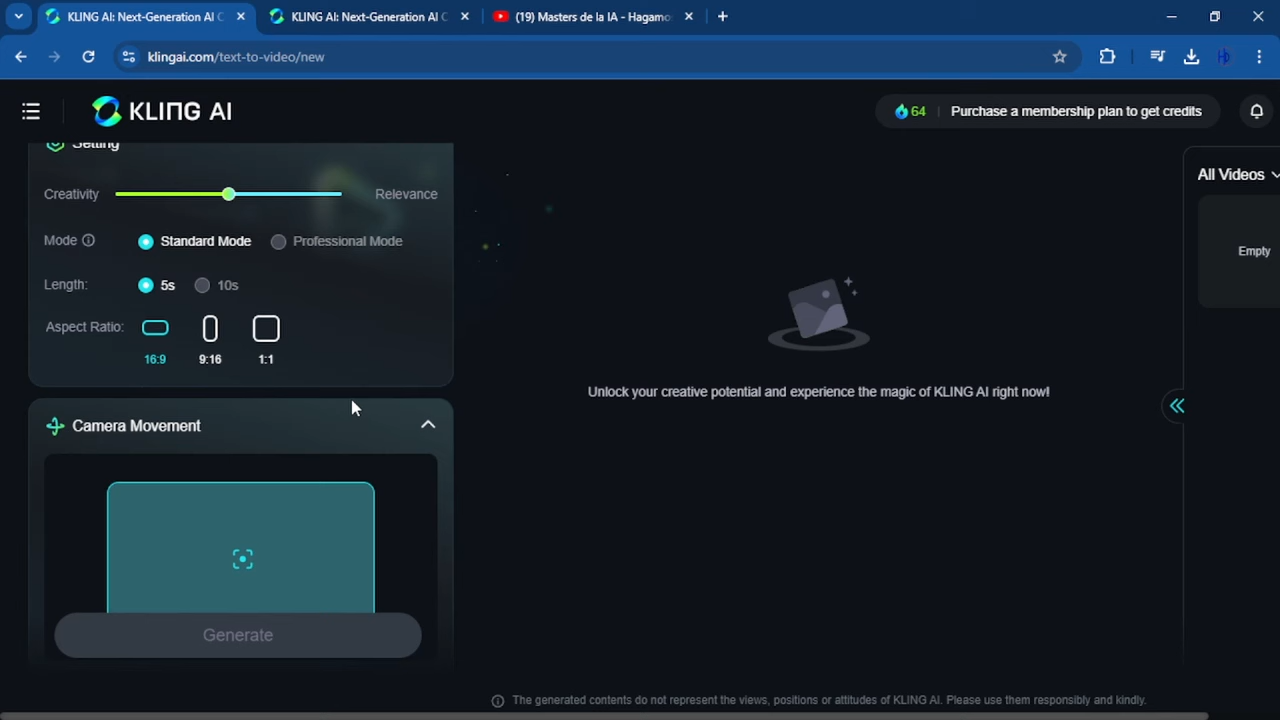 KLING AI: Next-Generation AI C
KLING AI: Next-Generation AI C
(19) Masters de la IA - Hagamo
klingai.com/text-to-video/new
KLING AI
64
Purchase a membership plan to get credits
Setting
All Videos
Creativity
Relevance
Empty
Mode
Standard Mode
Professional Mode
Length:
5s
10s
Aspect Ratio:
16:9
9:16
1:1
Unlock your creative potential and experience the magic of KLING AI right now!
Camera Movement
Generate
The generated contents do not represent the views, positions or attitudes of KLING AI. Please use them responsibly and kindly.